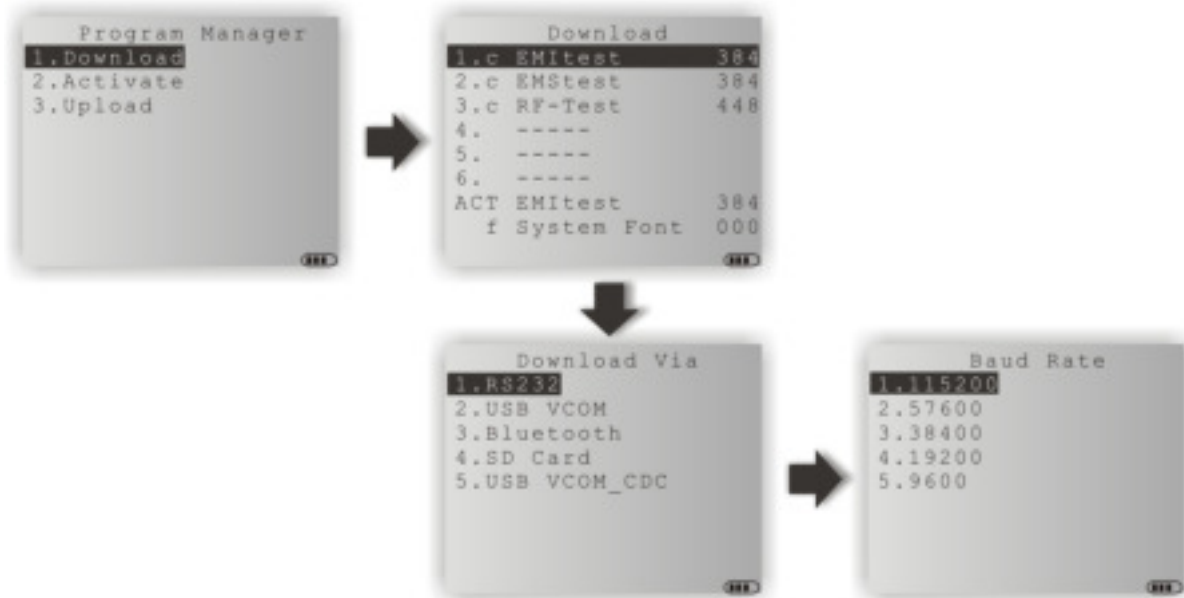 Program Manager
1.Download
2.Activate
3.Upload
Download
1.c EMItest 384
2.c EMStest 384
3.c RF-Test 448
4. -----
5. -----
6. -----
ACT EMItest 384
f System Font 000
Download Via
1.RS232
2.USB VCOM
3.Bluetooth
4.SD Card
5.USB VCOM_CDC
Baud Rate
1.115200
2.57600
3.38400
4.19200
5.9600